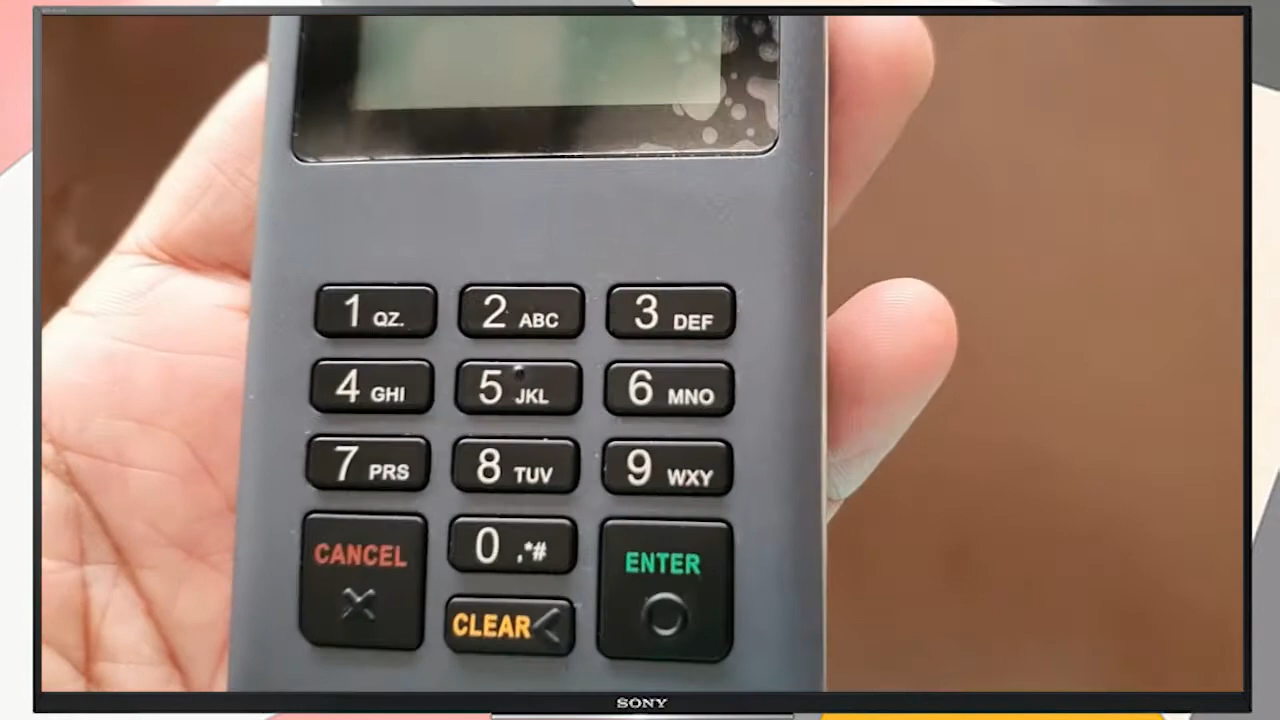 1 QZ. 2 ABC 3 DEF
4 GHI 5 JKL 6 MNO
7 PRS 8 TUV 9 WXY
CANCEL 0 ,*# ENTER
CLEAR
SONY